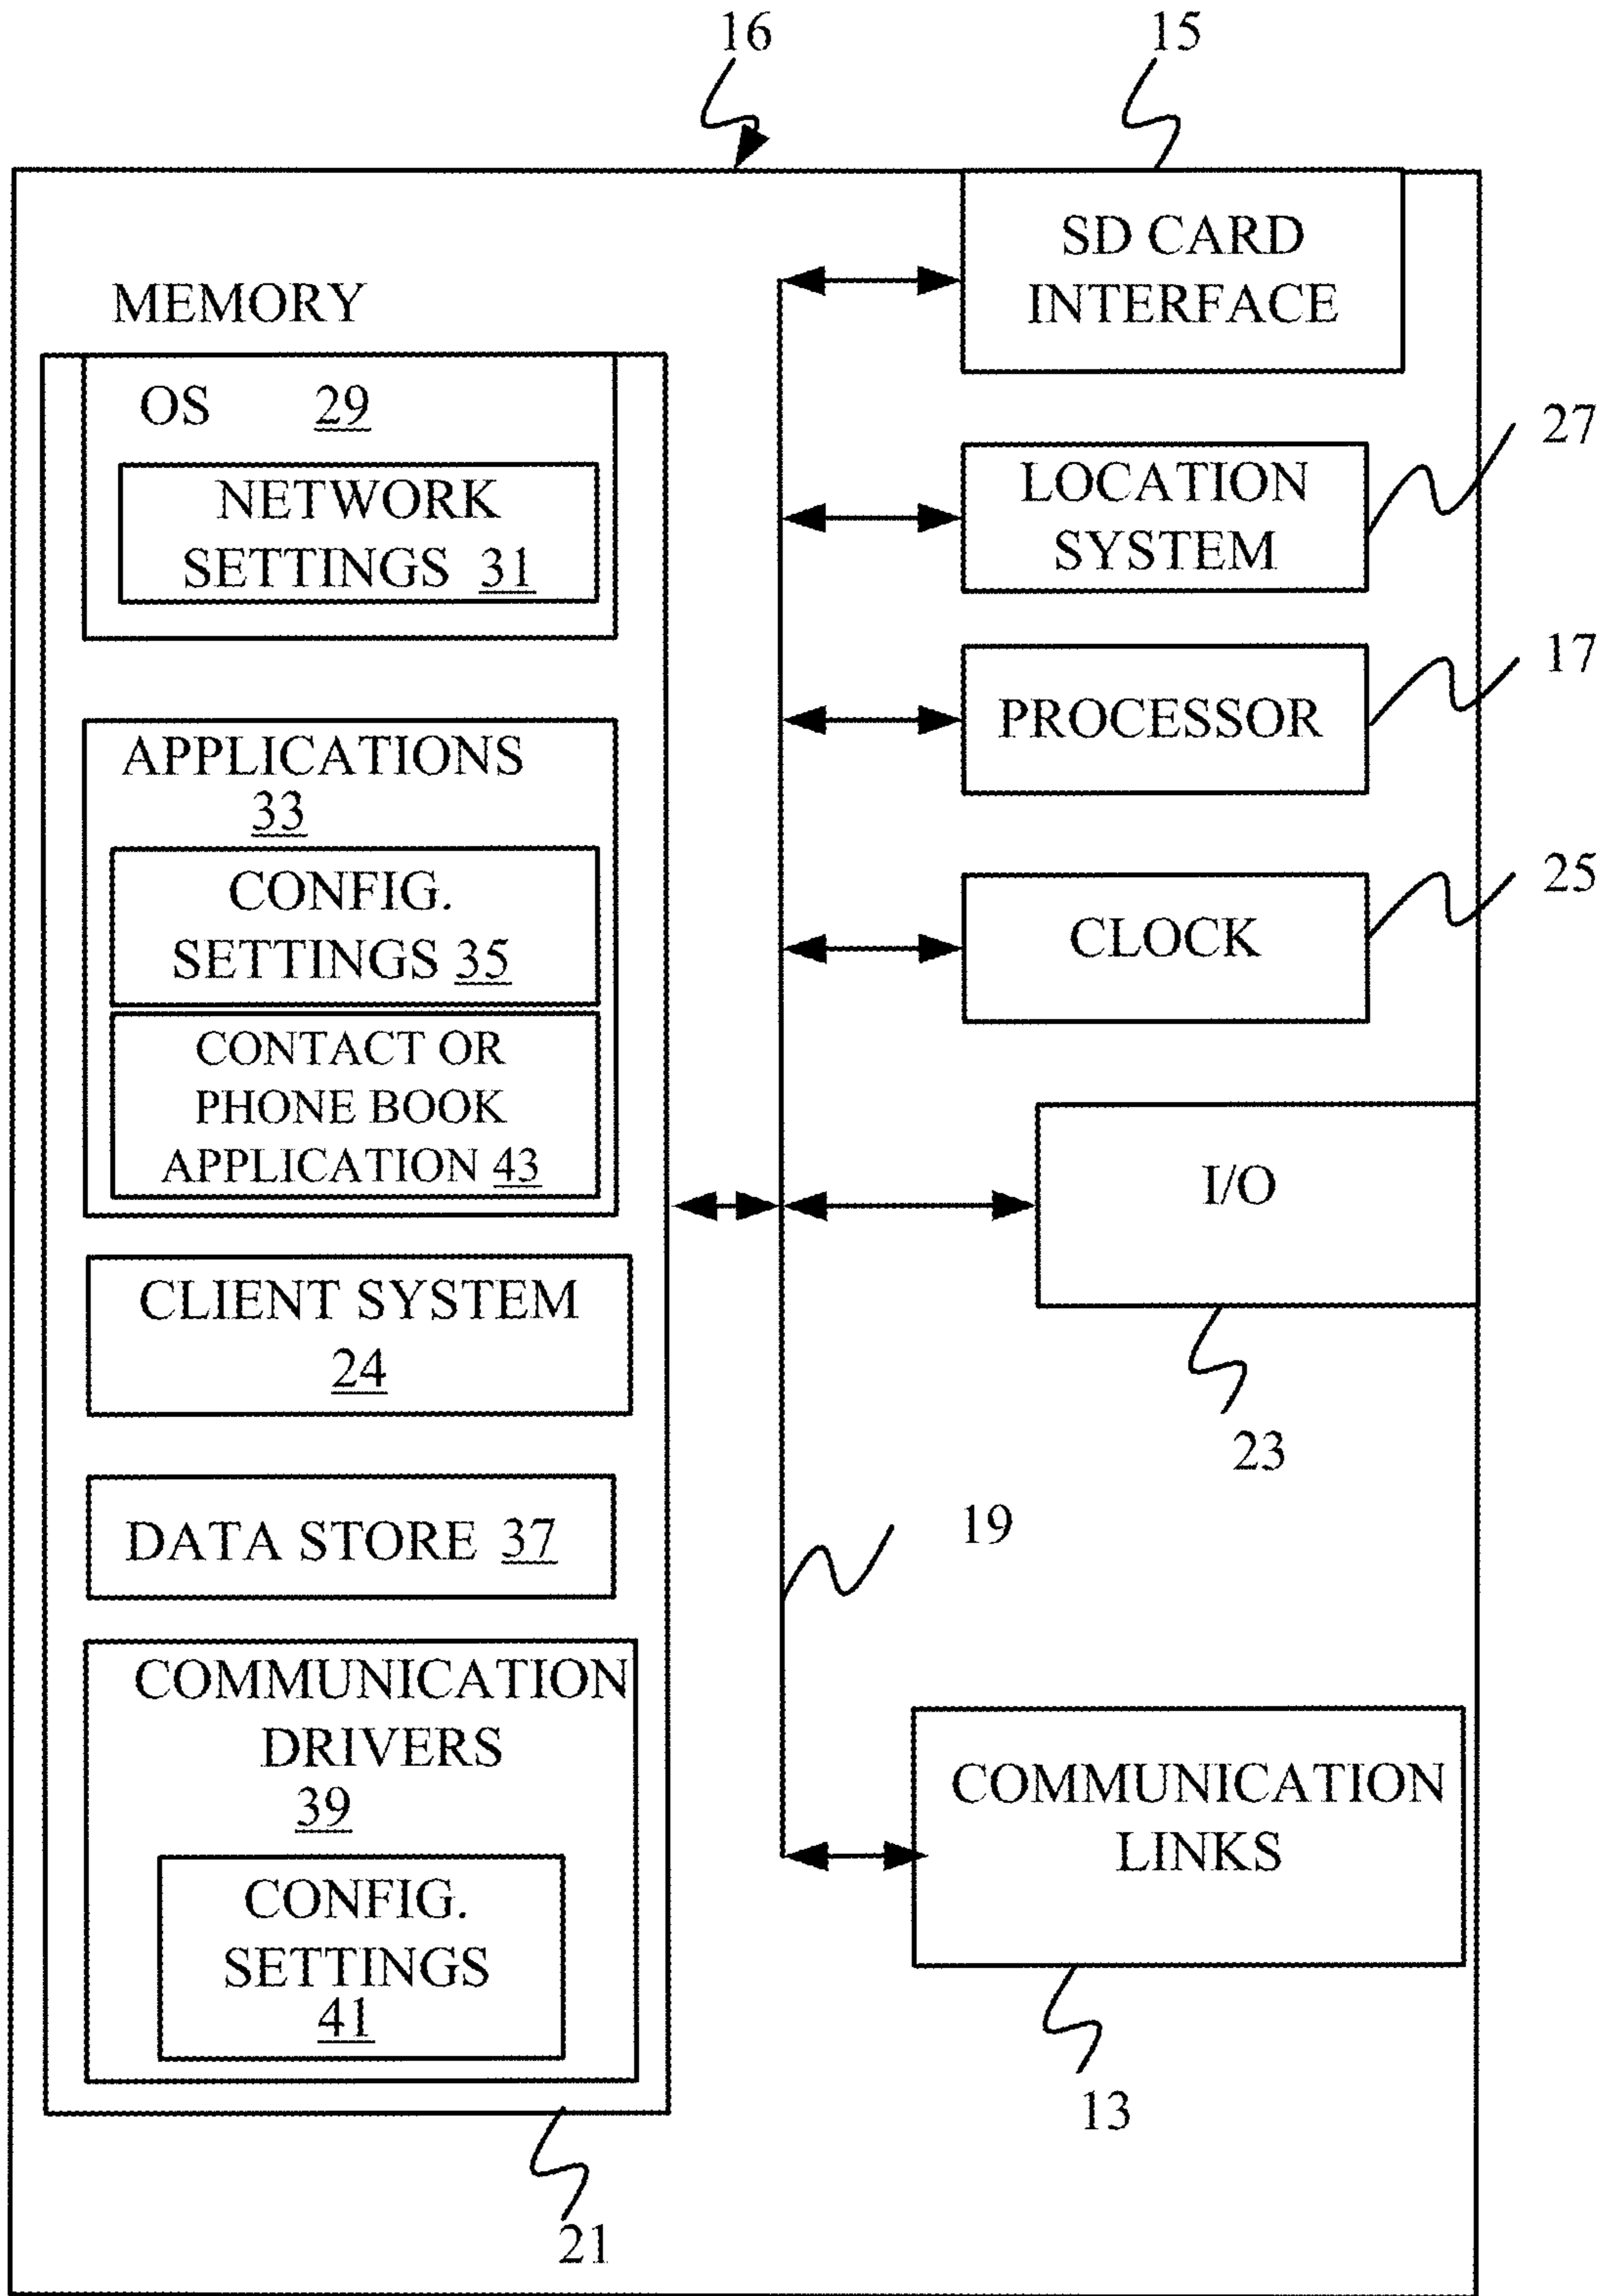 16
15
MEMORY
OS 29
NETWORK
SETTINGS 31
APPLICATIONS
33
CONFIG.
SETTINGS 35
CONTACT OR
PHONE BOOK
APPLICATION 43
CLIENT SYSTEM
24
DATA STORE 37
COMMUNICATION
DRIVERS
39
CONFIG.
SETTINGS
41
21
SD CARD
INTERFACE
LOCATION
SYSTEM
27
PROCESSOR
17
CLOCK
25
I/O
23
19
COMMUNICATION
LINKS
13